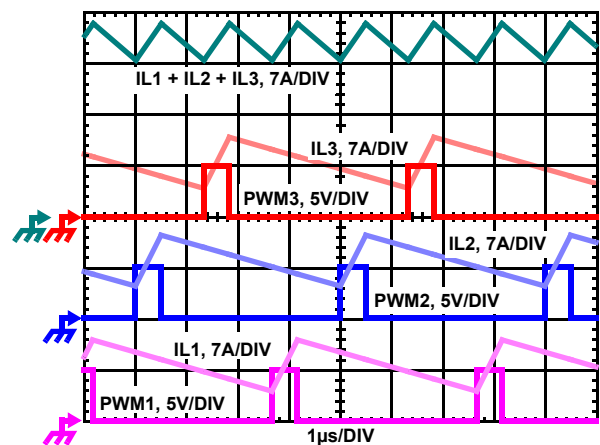 IL1 + IL2 + IL3, 7A/DIV
IL3, 7A/DIV
PWM3, 5V/DIV
IL2, 7A/DIV
PWM2, 5V/DIV
IL1, 7A/DIV
PWM1, 5V/DIV
1µs/DIV